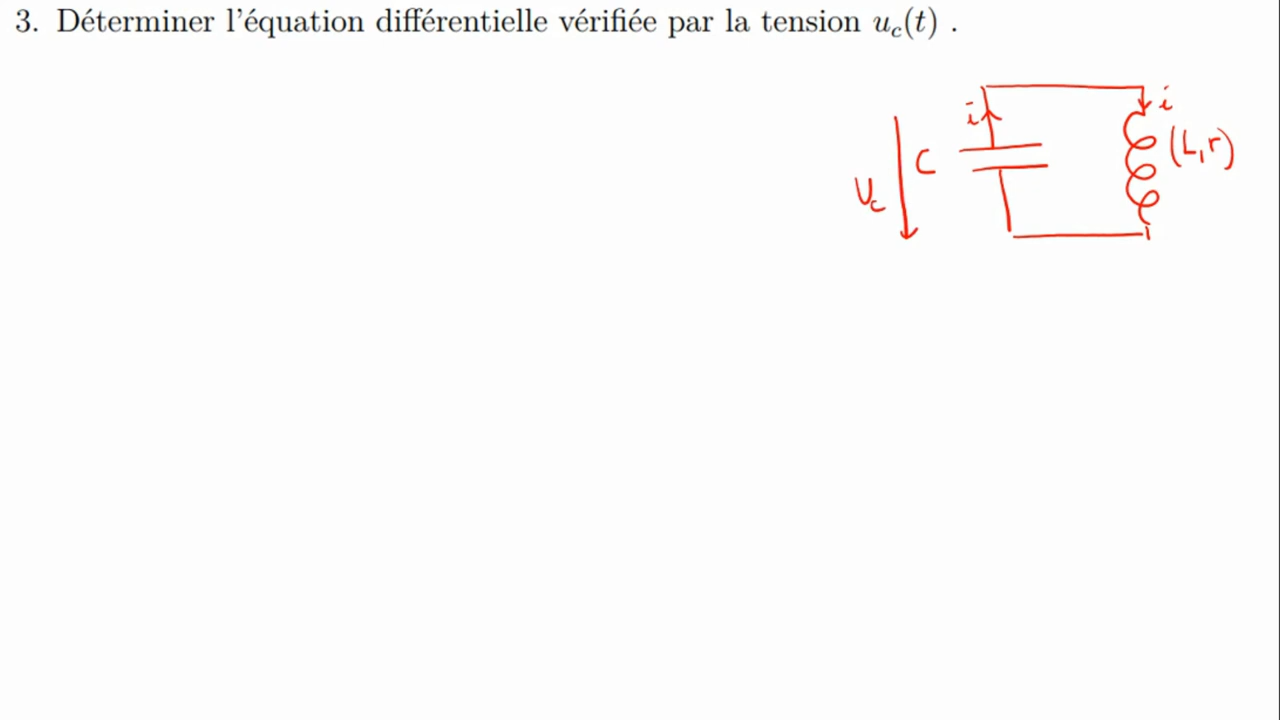 3. Déterminer l'équation différentielle vérifiée par la tension u_c(t) .
i
i
C
(L,r)
U_c